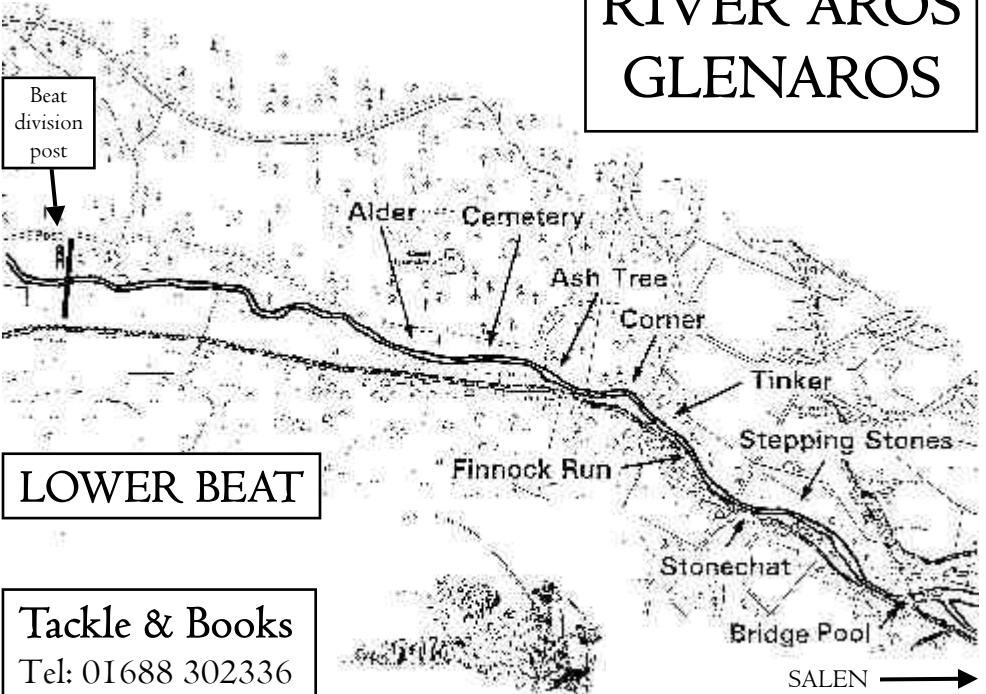 RIVER AROS
GLENAROS
Beat
division
post
Alder
Cemetery
Ash Tree
Corner
Tinker
Stepping Stones
Finnock Run
LOWER BEAT
Stonechat
Tackle & Books
Tel: 01688 302336
Bridge Pool
SALEN